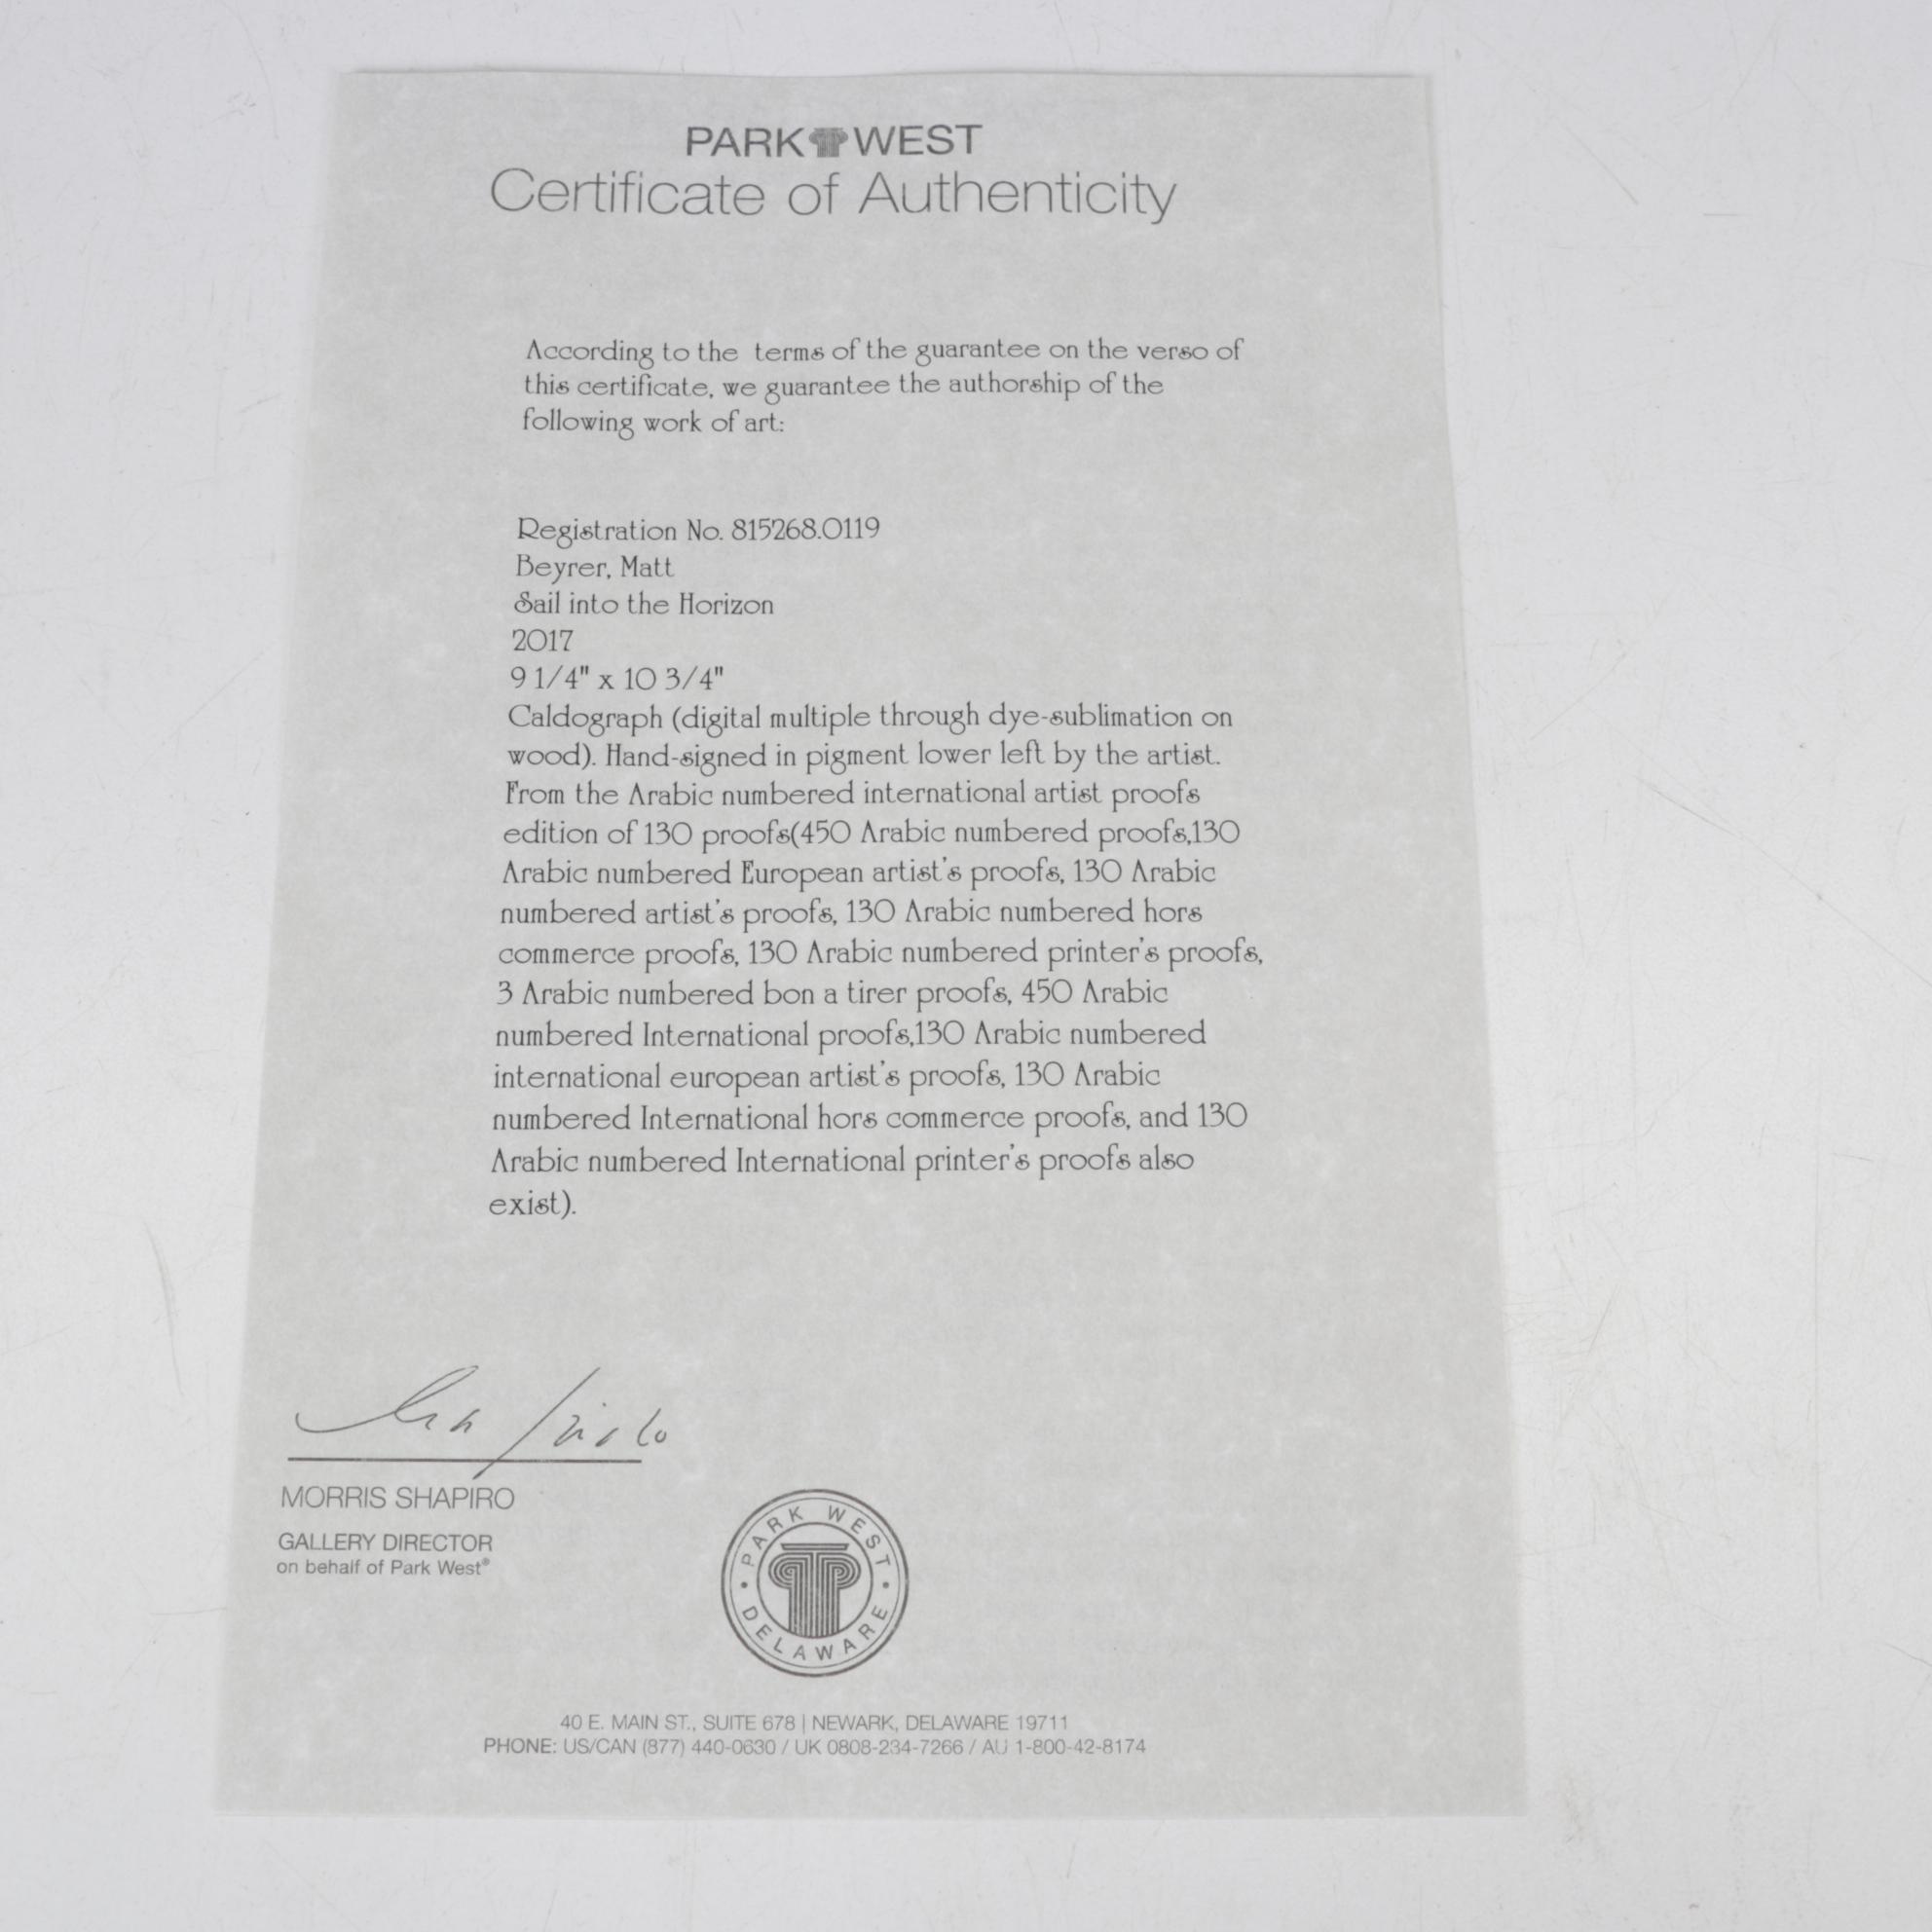 PARK WEST
Certificate of Authenticity
According to the terms of the guarantee on the verso of
this certificate, we guarantee the authorship of the
following work of art:
Registration No. 815268.0119
Beyrer, Matt
Sail into the Horizon
2017
9 1/4" x 10 3/4"
Caldograph (digital multiple through dye-sublimation on
wood). Hand-signed in pigment lower left by the artist.
From the Arabic numbered international artist proofs
edition of 130 proofs(450 Arabic numbered proofs,130
Arabic numbered European artist's proofs, 130 Arabic
numbered artist's proofs, 130 Arabic numbered hors
commerce proofs, 130 Arabic numbered printer's proofs,
3 Arabic numbered bon a tirer proofs, 450 Arabic
numbered International proofs,130 Arabic numbered
international european artist's proofs, 130 Arabic
numbered International hors commerce proofs, and 130
Arabic numbered International printer's proofs also
exist).
MORRIS SHAPIRO
GALLERY DIRECTOR
on behalf of Park West®
PARK WEST
DELAWARE
40 E. MAIN ST., SUITE 678 | NEWARK, DELAWARE 19711
PHONE: US/CAN (877) 440-0630 / UK 0808-234-7266 / AU 1-800-42-8174